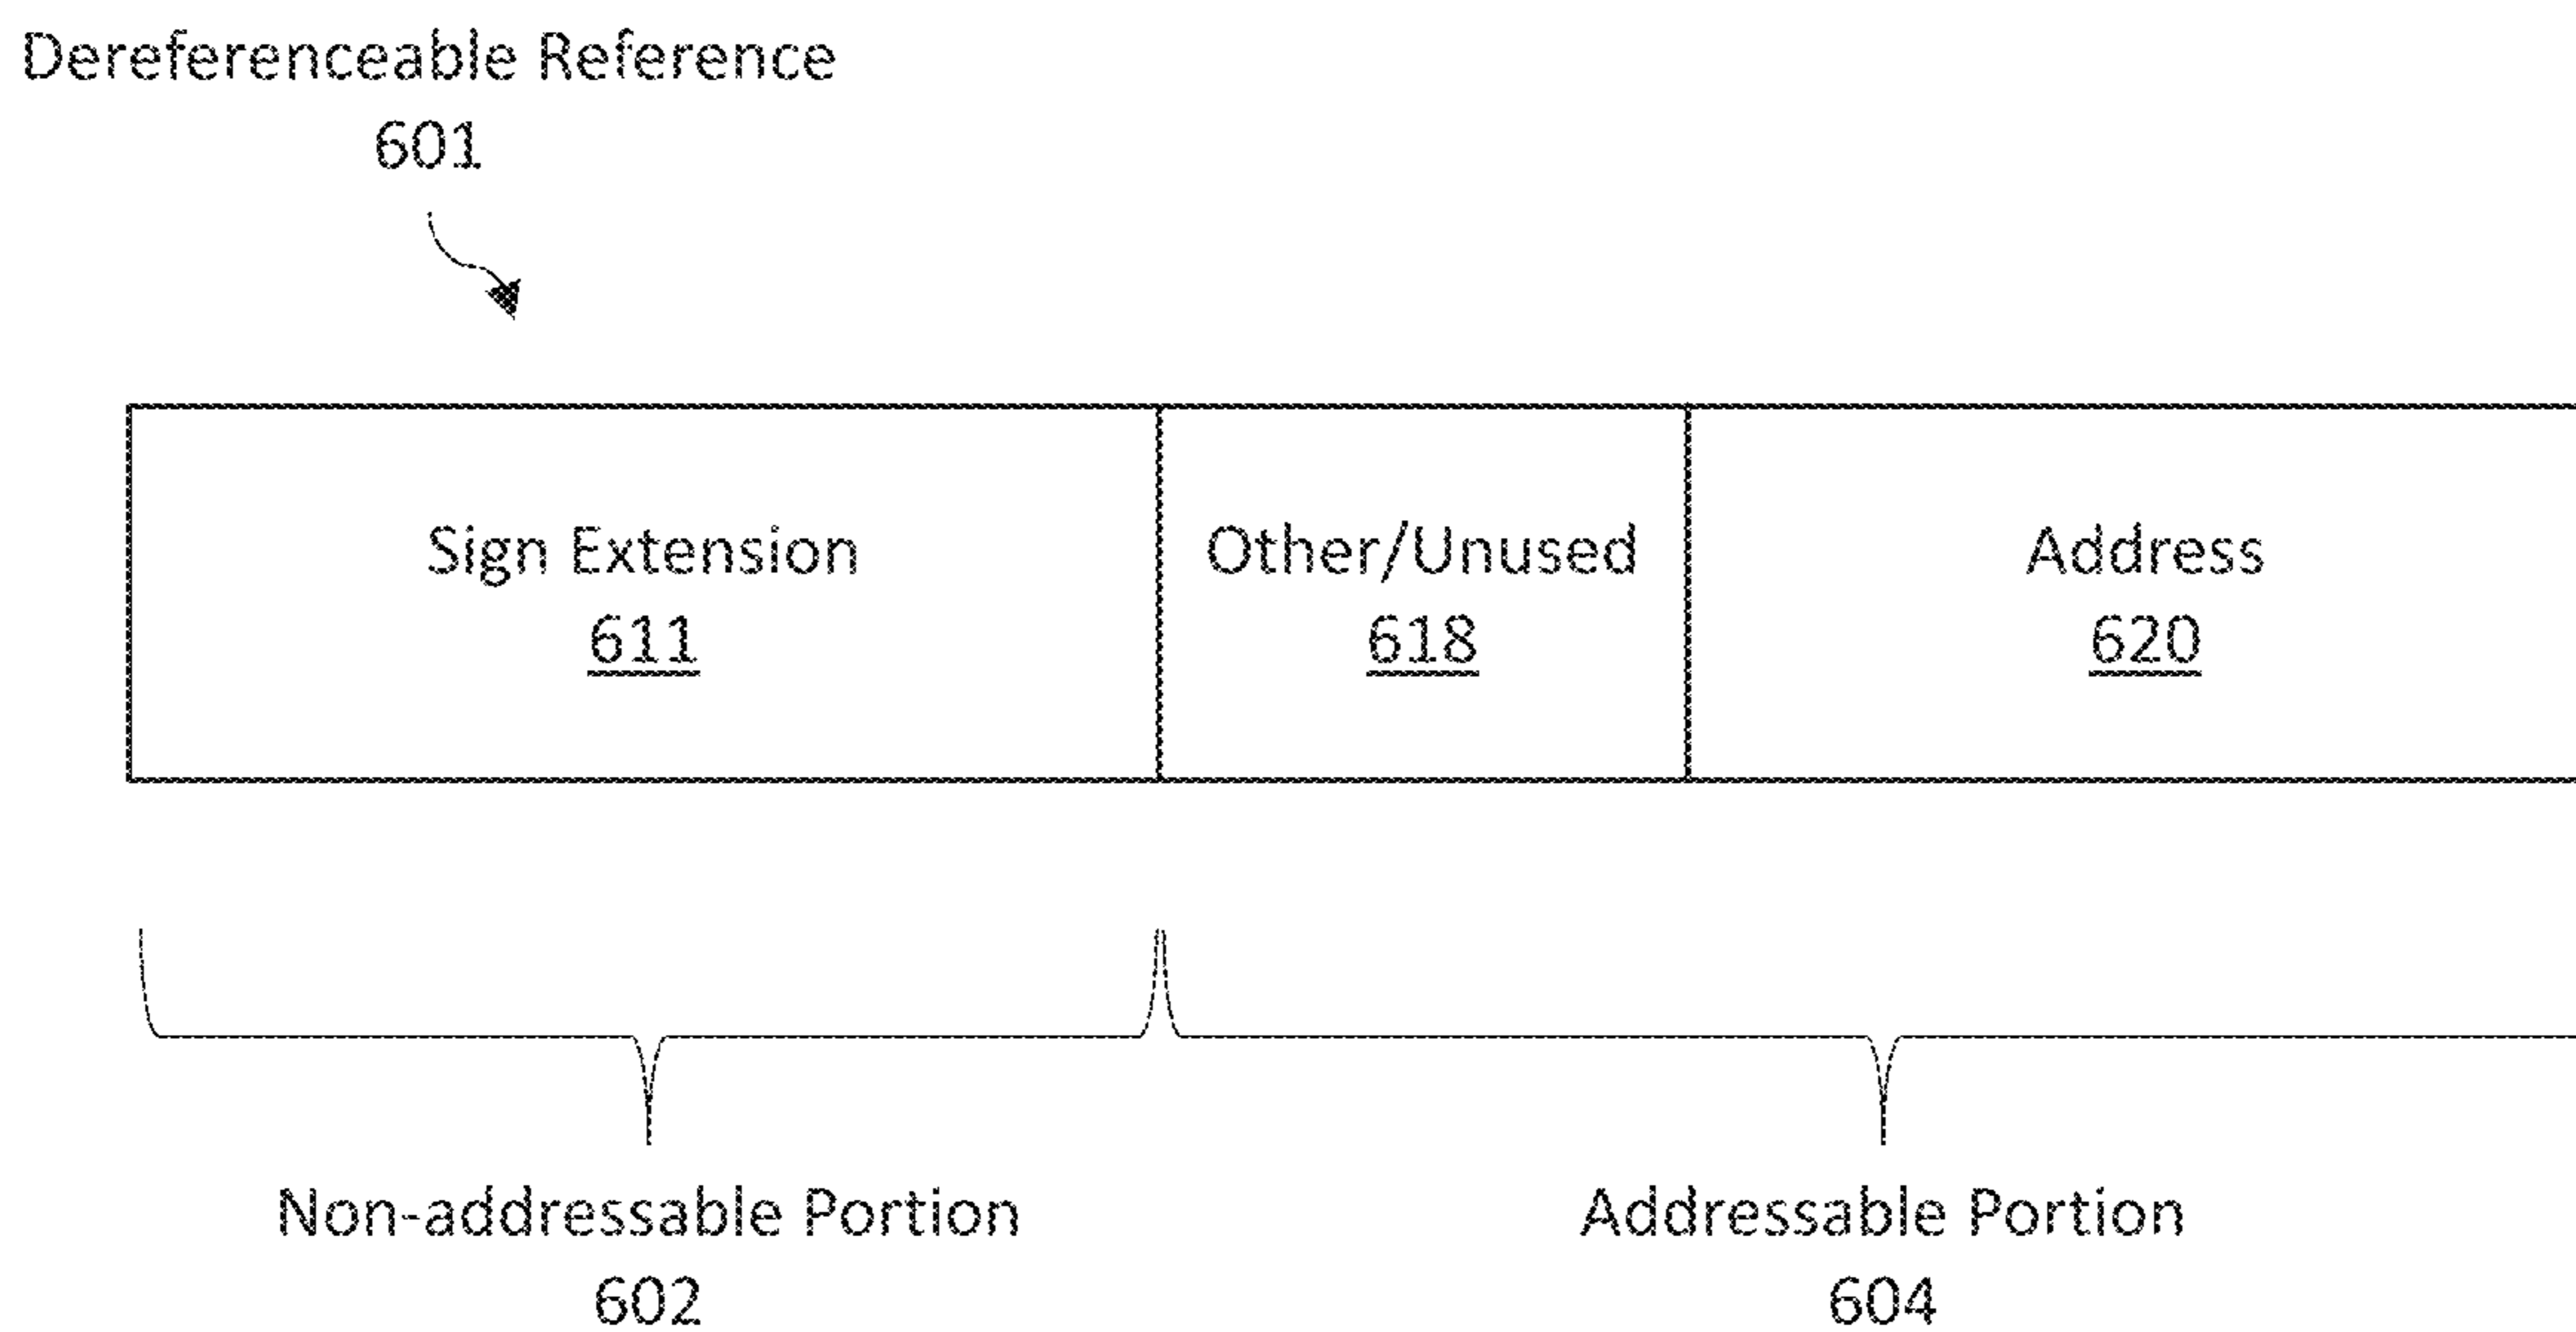 Dereferenceable Reference
601
Sign Extension
611
Other/Unused
618
Address
620
Non-addressable Portion
602
Addressable Portion
604